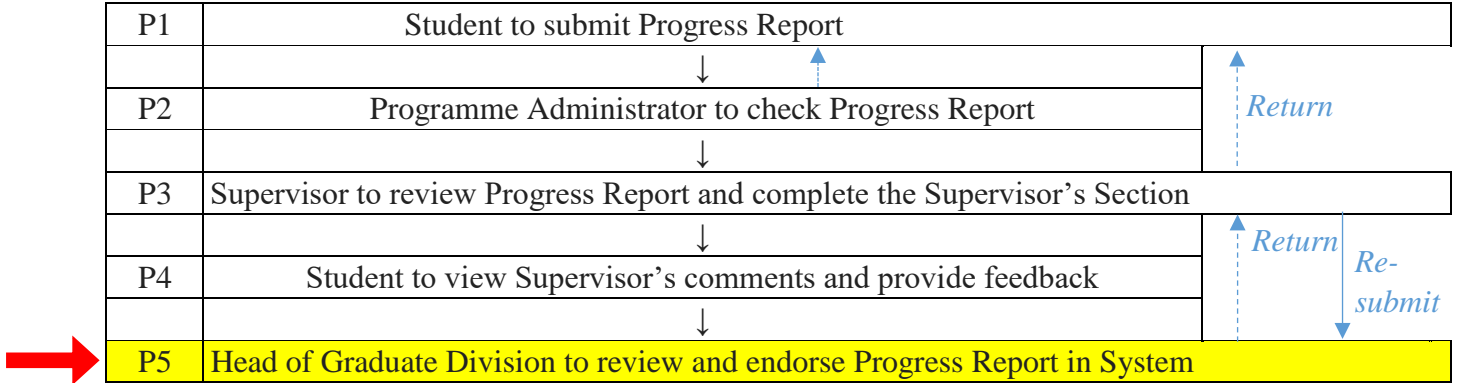 P1 Student to submit Progress Report
↓
P2 Programme Administrator to check Progress Report
Return
↓
P3 Supervisor to review Progress Report and complete the Supervisor’s Section
↓
Return
Re-
submit
P4 Student to view Supervisor’s comments and provide feedback
↓
P5 Head of Graduate Division to review and endorse Progress Report in System